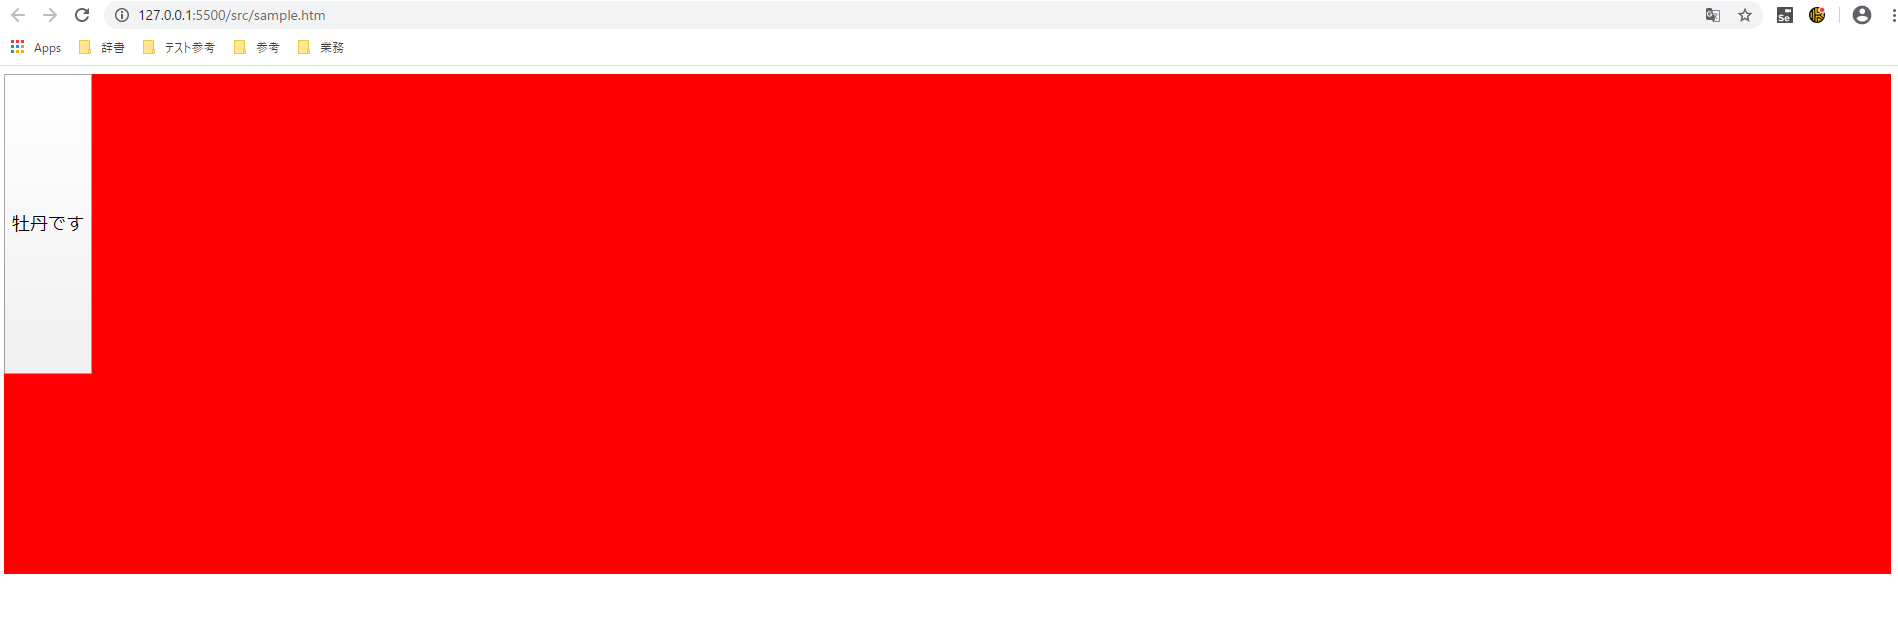 127.0.0.1:5500/src/sample.htm
Se
Apps 辞書 テスト参考 参考 業務
牡丹です